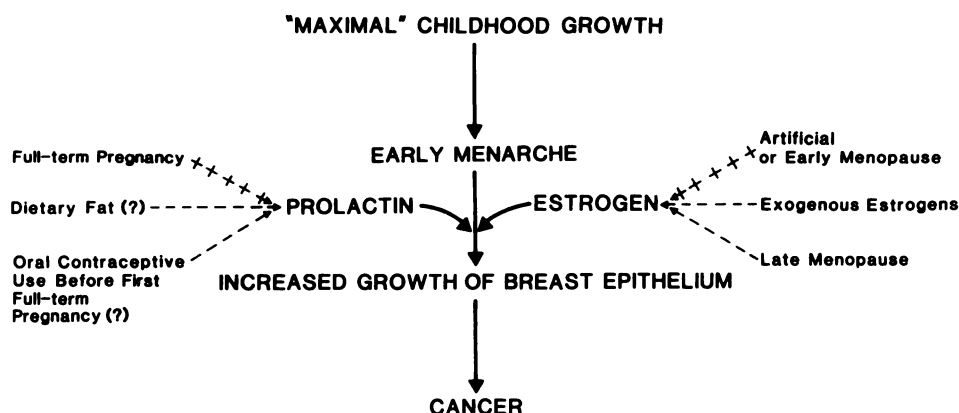 "MAXIMAL" CHILDHOOD GROWTH
EARLY MENARCHE
Full-term Pregnancy
Dietary Fat (?)
Oral Contraceptive
Use Before First
Full-term
Pregnancy (?)
PROLACTIN
ESTROGEN
Artificial
or Early Menopause
Exogenous Estrogens
Late Menopause
INCREASED GROWTH OF BREAST EPITHELIUM
CANCER